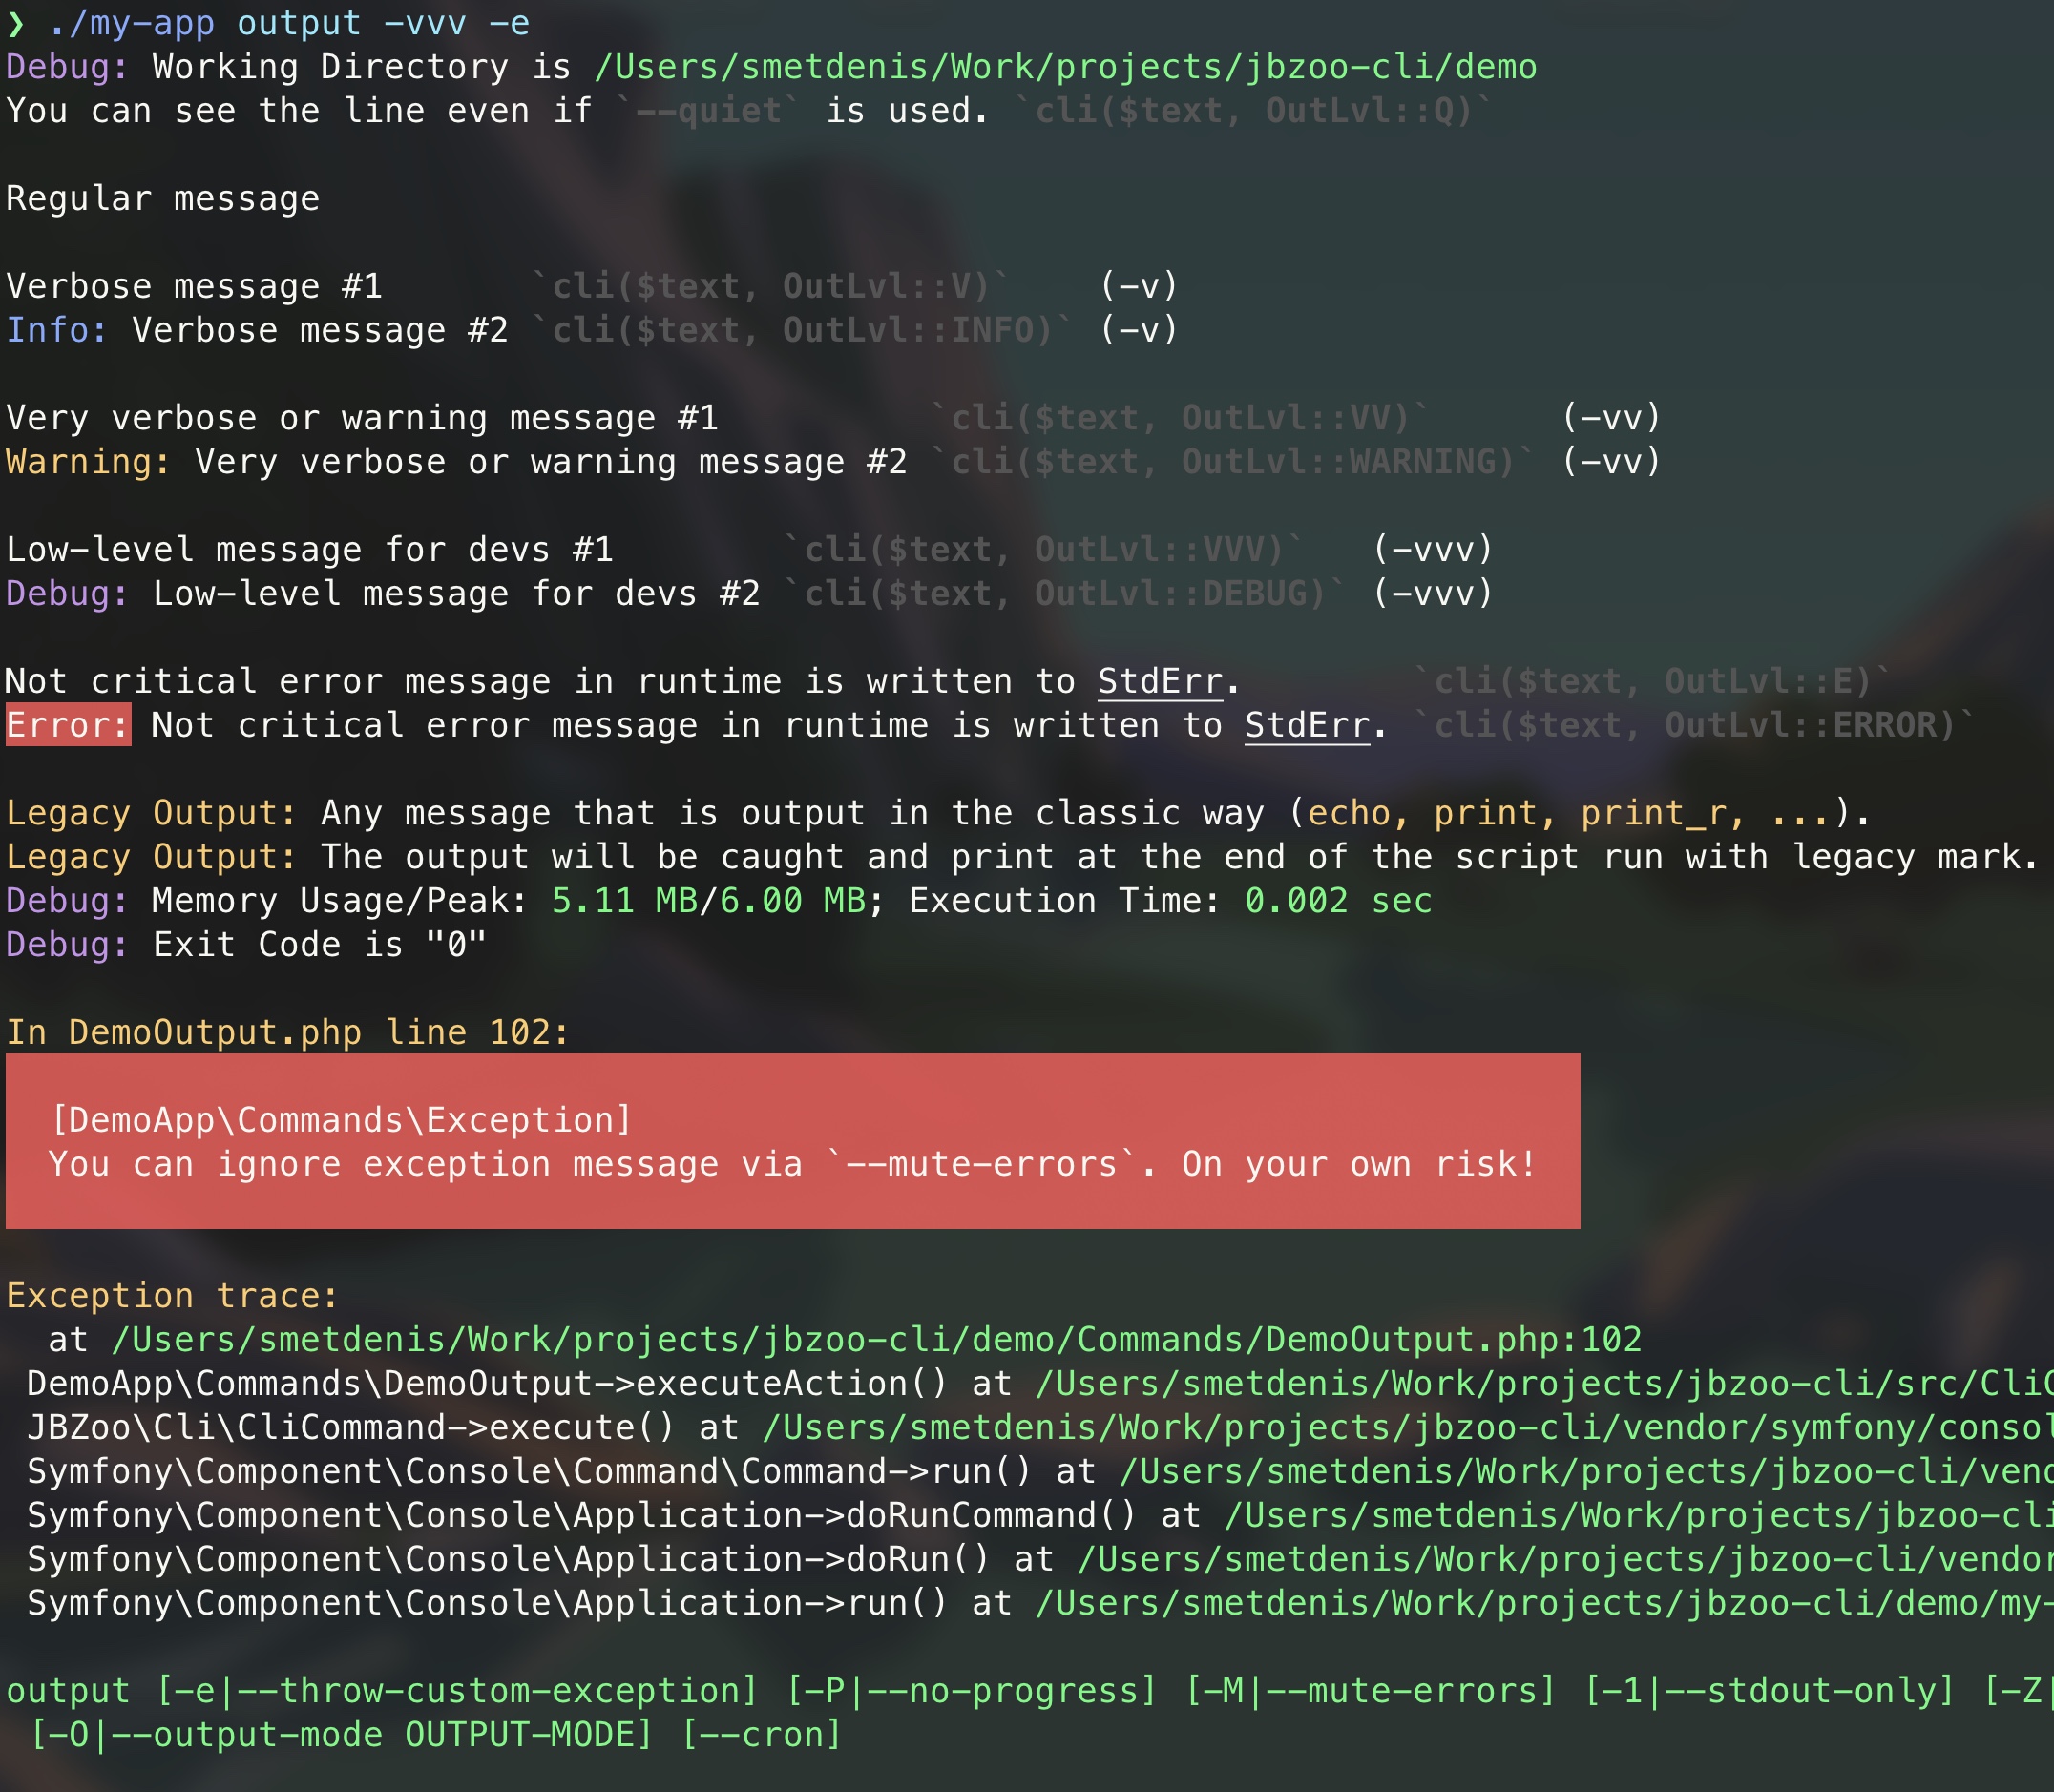 ❯ ./my-app output -vvv -e
Debug: Working Directory is /Users/smetdenis/Work/projects/jbzoo-cli/demo
You can see the line even if `--quiet` is used. `cli($text, OutLvl::Q)`
Regular message
Verbose message #1 `cli($text, OutLvl::V)` (-v)
Info: Verbose message #2 `cli($text, OutLvl::INFO)` (-v)
Very verbose or warning message #1 `cli($text, OutLvl::VV)` (-vv)
Warning: Very verbose or warning message #2 `cli($text, OutLvl::WARNING)` (-vv)
Low-level message for devs #1 `cli($text, OutLvl::VVV)` (-vvv)
Debug: Low-level message for devs #2 `cli($text, OutLvl::DEBUG)` (-vvv)
Not critical error message in runtime is written to StdErr. `cli($text, OutLvl::E)`
Error: Not critical error message in runtime is written to StdErr. `cli($text, OutLvl::ERROR)`
Legacy Output: Any message that is output in the classic way (echo, print, print_r, ...).
Legacy Output: The output will be caught and print at the end of the script run with legacy mark.
Debug: Memory Usage/Peak: 5.11 MB/6.00 MB; Execution Time: 0.002 sec
Debug: Exit Code is "0"
In DemoOutput.php line 102:
[DemoApp\Commands\Exception]
You can ignore exception message via `--mute-errors`. On your own risk!
Exception trace:
at /Users/smetdenis/Work/projects/jbzoo-cli/demo/Commands/DemoOutput.php:102
DemoApp\Commands\DemoOutput->executeAction() at /Users/smetdenis/Work/projects/jbzoo-cli/src/Cli
JBZoo\Cli\CliCommand->execute() at /Users/smetdenis/Work/projects/jbzoo-cli/vendor/symfony/consol
Symfony\Component\Console\Command\Command->run() at /Users/smetdenis/Work/projects/jbzoo-cli/ven
Symfony\Component\Console\Application->doRunCommand() at /Users/smetdenis/Work/projects/jbzoo-cli
Symfony\Component\Console\Application->doRun() at /Users/smetdenis/Work/projects/jbzoo-cli/vendor
Symfony\Component\Console\Application->run() at /Users/smetdenis/Work/projects/jbzoo-cli/demo/my-
output [-e|--throw-custom-exception] [-P|--no-progress] [-M|--mute-errors] [-1|--stdout-only] [-Z|
[-O|--output-mode OUTPUT-MODE] [--cron]